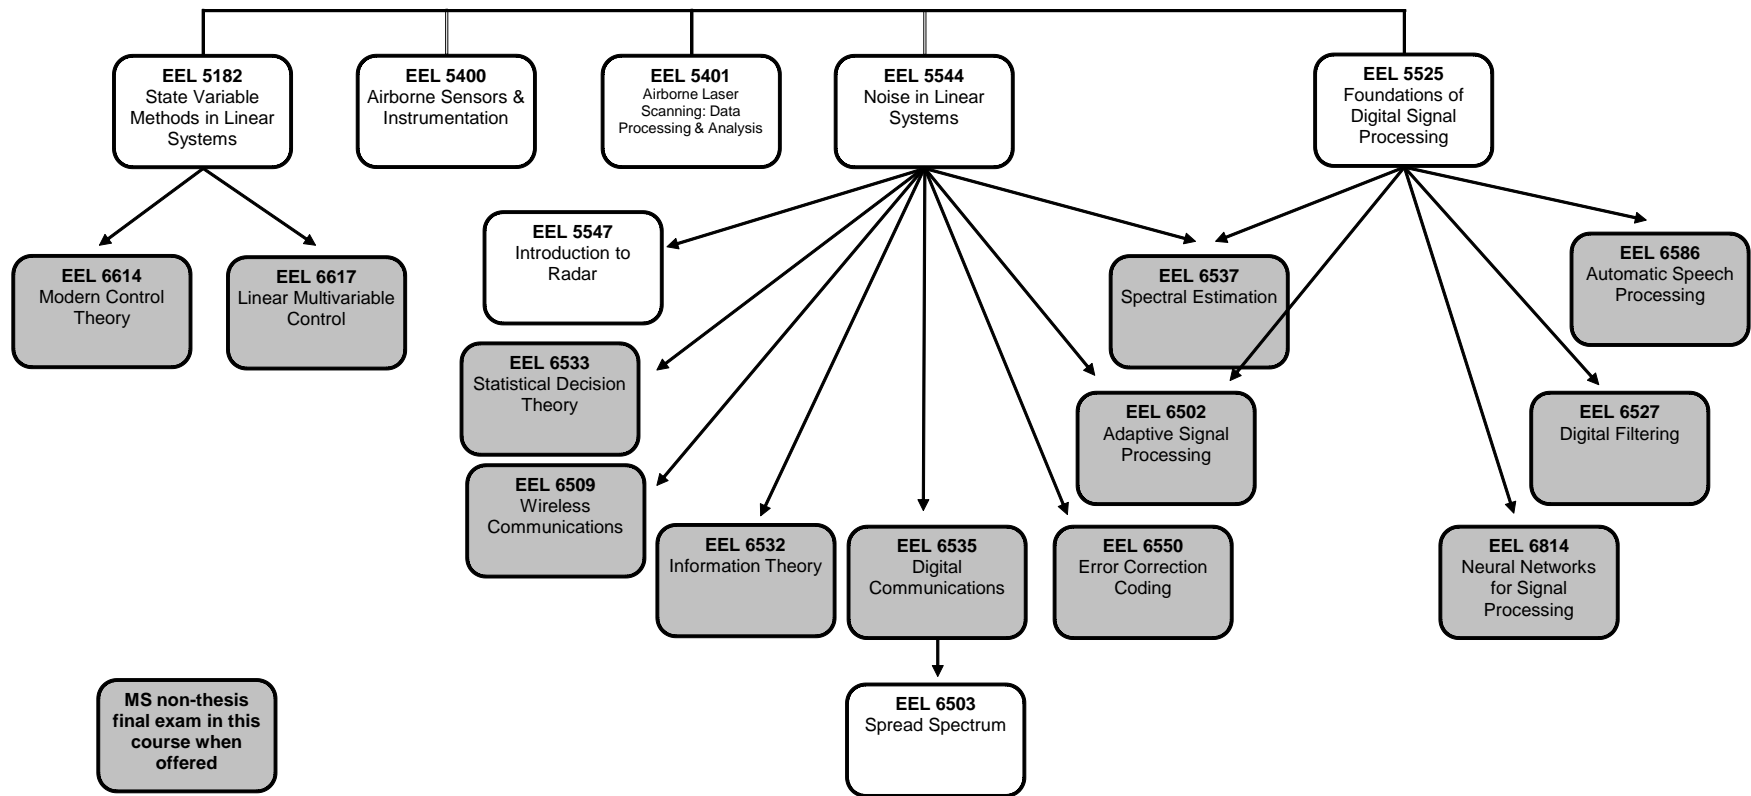 EEL 5182
State Variable
Methods in Linear
Systems
EEL 5400
Airborne Sensors &
Instrumentation
EEL 5401
Airborne Laser
Scanning: Data
Processing & Analysis
EEL 5544
Noise in Linear
Systems
EEL 5525
Foundations of
Digital Signal
Processing
EEL 6614
Modern Control
Theory
EEL 6617
Linear Multivariable
Control
EEL 5547
Introduction to
Radar
EEL 6537
Spectral Estimation
EEL 6586
Automatic Speech
Processing
EEL 6533
Statistical Decision
Theory
EEL 6502
Adaptive Signal
Processing
EEL 6527
Digital Filtering
EEL 6509
Wireless
Communications
EEL 6532
Information Theory
EEL 6535
Digital
Communications
EEL 6550
Error Correction
Coding
EEL 6814
Neural Networks
for Signal
Processing
MS non-thesis
final exam in this
course when
offered
EEL 6503
Spread Spectrum